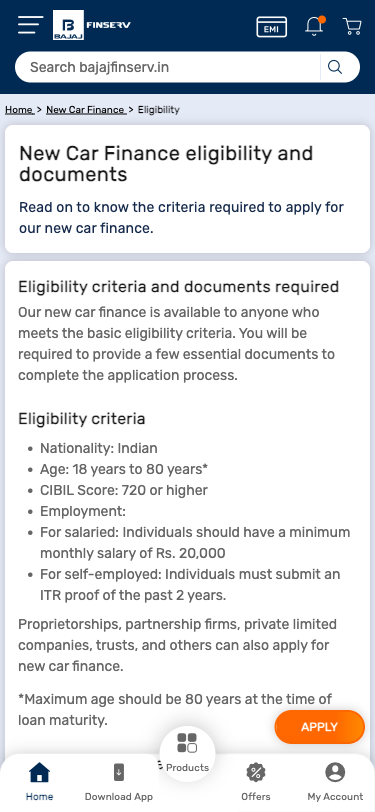 B
BAJAJ
FINSERV
EMI
Search bajajfinserv.in
Home > New Car Finance > Eligibility
New Car Finance eligibility and
documents
Read on to know the criteria required to apply for
our new car finance.
Eligibility criteria and documents required
Our new car finance is available to anyone who
meets the basic eligibility criteria. You will be
required to provide a few essential documents to
complete the application process.
Eligibility criteria
• Nationality: Indian
• Age: 18 years to 80 years*
• CIBIL Score: 720 or higher
• Employment:
• For salaried: Individuals should have a minimum
monthly salary of Rs. 20,000
• For self-employed: Individuals must submit an
ITR proof of the past 2 years.
Proprietorships, partnership firms, private limited
companies, trusts, and others can also apply for
new car finance.
*Maximum age should be 80 years at the time of
loan maturity.
APPLY
Home
Download App
Products
Offers
My Account